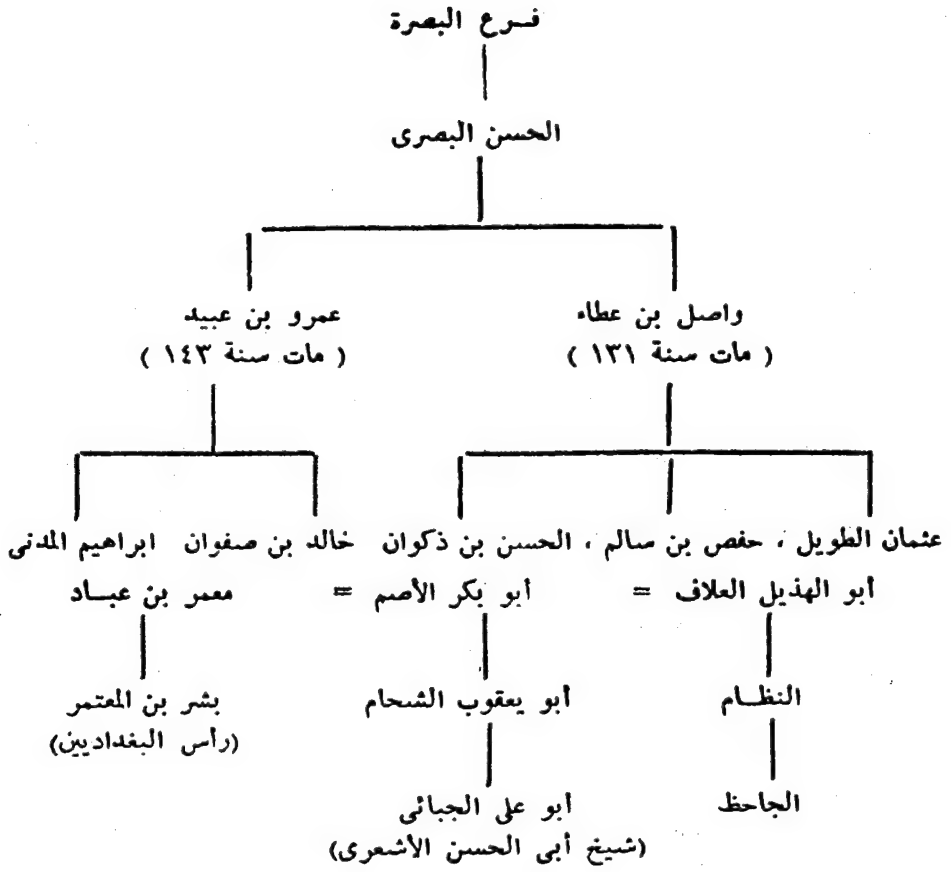 فرع البصرة
الحسن البصرى
واصل بن عطاء
( مات سنة ١٣١ )
عمرو بن عبيد
( مات سنة ١٤٣ )
عثمان الطويل ، حفص بن سالم ، الحسن بن ذكوان خالد بن صفوان ابراهيم المدنى
أبو الهذيل العلاف = أبو بكر الأصم = معمر بن عباد
النظام
أبو يعقوب الشحام
بشر بن المعتمر
(رأس البغداديين)
الجاحظ
أبو على الجبائى
(شيخ أبى الحسن الأشعرى)